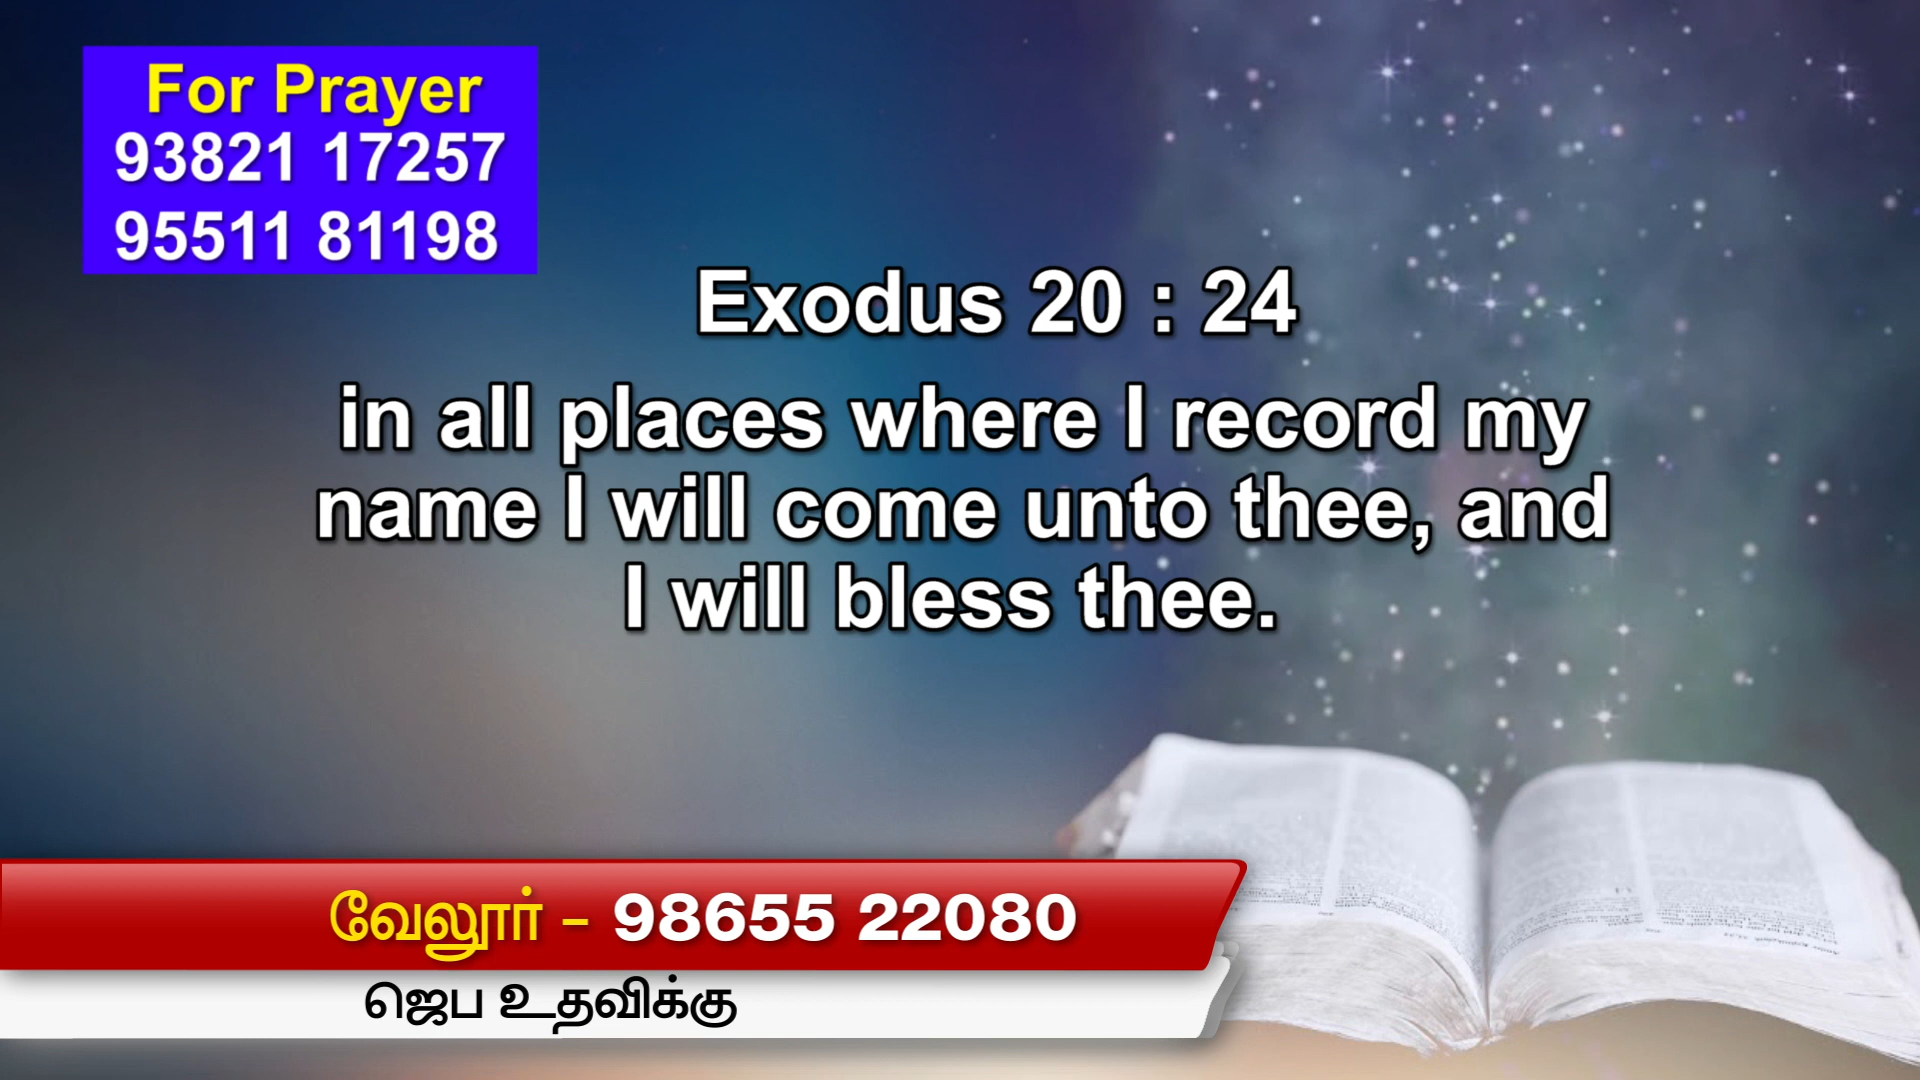 For Prayer
93821 17257
95511 81198
Exodus 20 : 24
in all places where I record my
name I will come unto thee, and
I will bless thee.
வேலூர் - 98655 22080
ஜெப உதவிக்கு